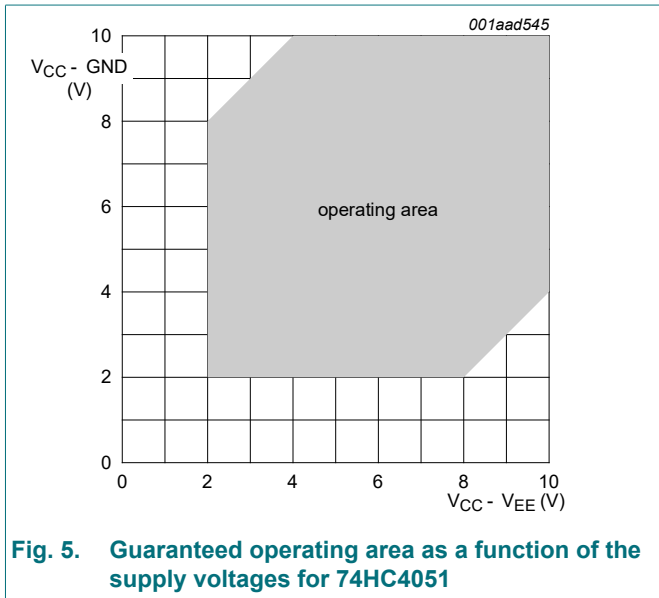 001aad545
10
VCC - GND
(V)
8
6
operating area
4
2
0
0 2 4 6 8 10
VCC - VEE (V)
Fig. 5. Guaranteed operating area as a function of the
supply voltages for 74HC4051